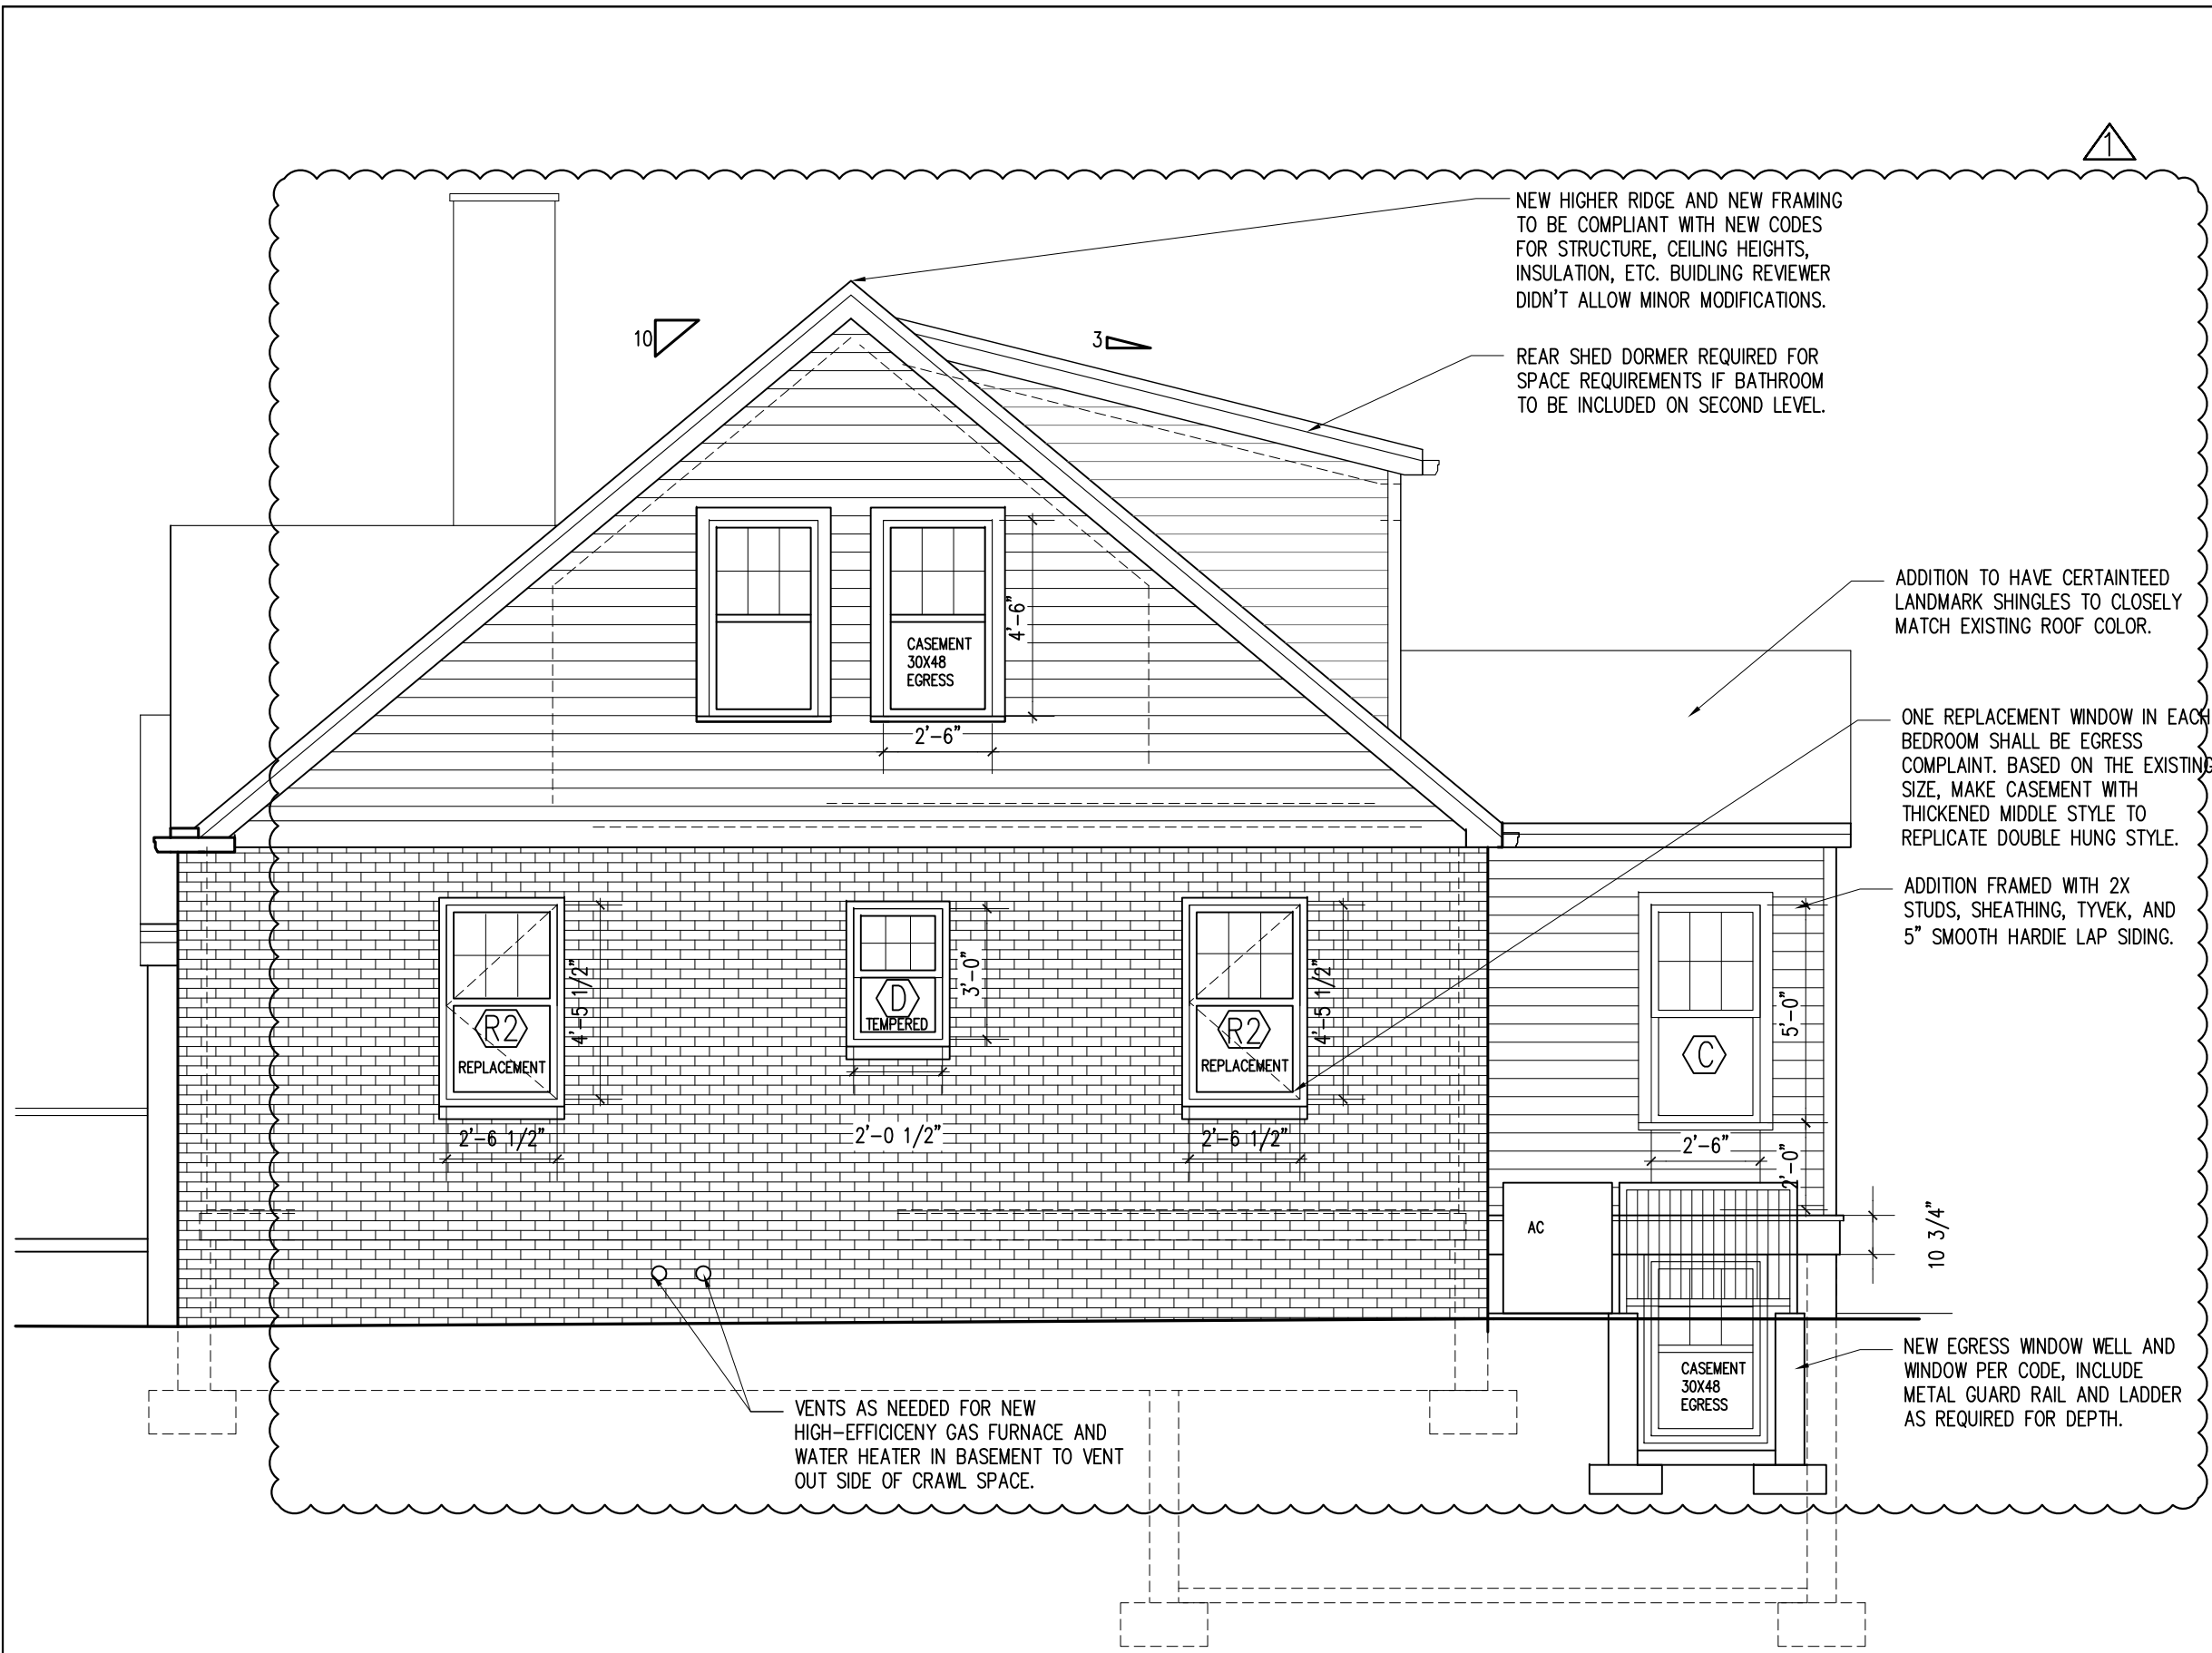 1
NEW HIGHER RIDGE AND NEW FRAMING
TO BE COMPLIANT WITH NEW CODES
FOR STRUCTURE, CEILING HEIGHTS,
INSULATION, ETC. BUIDLING REVIEWER
DIDN'T ALLOW MINOR MODIFICATIONS.
10
3
REAR SHED DORMER REQUIRED FOR
SPACE REQUIREMENTS IF BATHROOM
TO BE INCLUDED ON SECOND LEVEL.
ADDITION TO HAVE CERTAINTEED
LANDMARK SHINGLES TO CLOSELY
MATCH EXISTING ROOF COLOR.
CASEMENT
30X48
EGRESS
4'-6"
2'-6"
ONE REPLACEMENT WINDOW IN EACH
BEDROOM SHALL BE EGRESS
COMPLAINT. BASED ON THE EXISTING
SIZE, MAKE CASEMENT WITH
THICKENED MIDDLE STYLE TO
REPLICATE DOUBLE HUNG STYLE.
ADDITION FRAMED WITH 2X
STUDS, SHEATHING, TYVEK, AND
5" SMOOTH HARDIE LAP SIDING.
R2
REPLACEMENT
4'-5 1/2"
2'-6 1/2"
D
TEMPERED
3'-0"
2'-0 1/2"
R2
REPLACEMENT
4'-5 1/2"
2'-6 1/2"
C
5'-0"
2'-6"
2'-0"
AC
10 3/4"
CASEMENT
30X48
EGRESS
NEW EGRESS WINDOW WELL AND
WINDOW PER CODE, INCLUDE
METAL GUARD RAIL AND LADDER
AS REQUIRED FOR DEPTH.
VENTS AS NEEDED FOR NEW
HIGH-EFFICICENY GAS FURNACE AND
WATER HEATER IN BASEMENT TO VENT
OUT SIDE OF CRAWL SPACE.